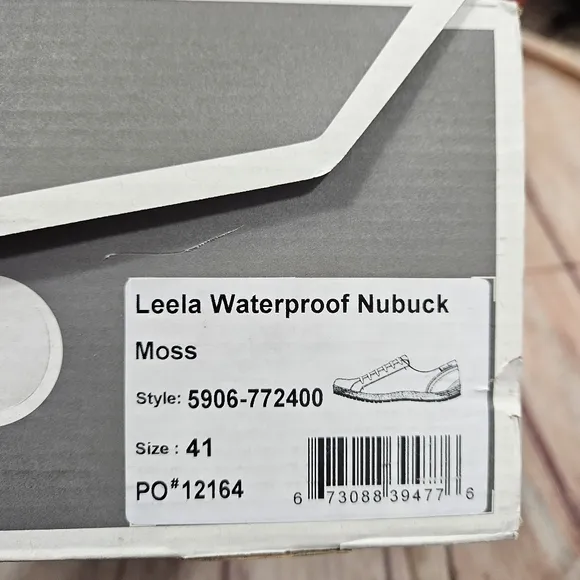 Leela Waterproof Nubuck
Moss
Style: 5906-772400
Size : 41
PO#12164
6 73088 39477 6